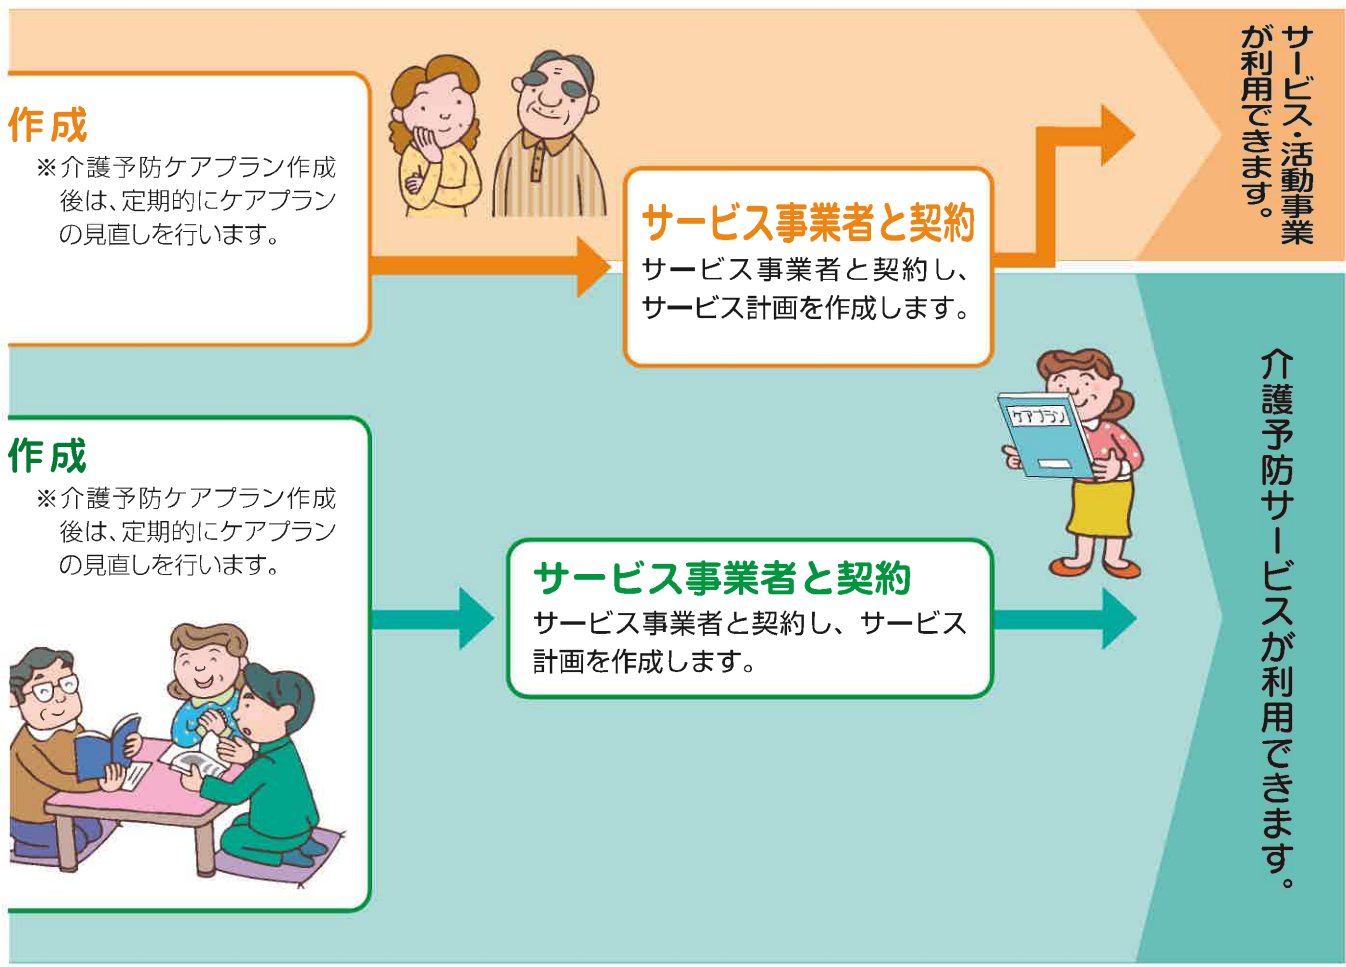 作成
※介護予防ケアプラン作成
後は、定期的にケアプラン
の見直しを行います。
サービス事業者と契約
サービス事業者と契約し、
サービス計画を作成します。
サービス・活動事業
が利用できます。
作成
※介護予防ケアプラン作成
後は、定期的にケアプラン
の見直しを行います。
サービス事業者と契約
サービス事業者と契約し、サービス
計画を作成します。
ケアプラン
介護予防サービスが利用できます。